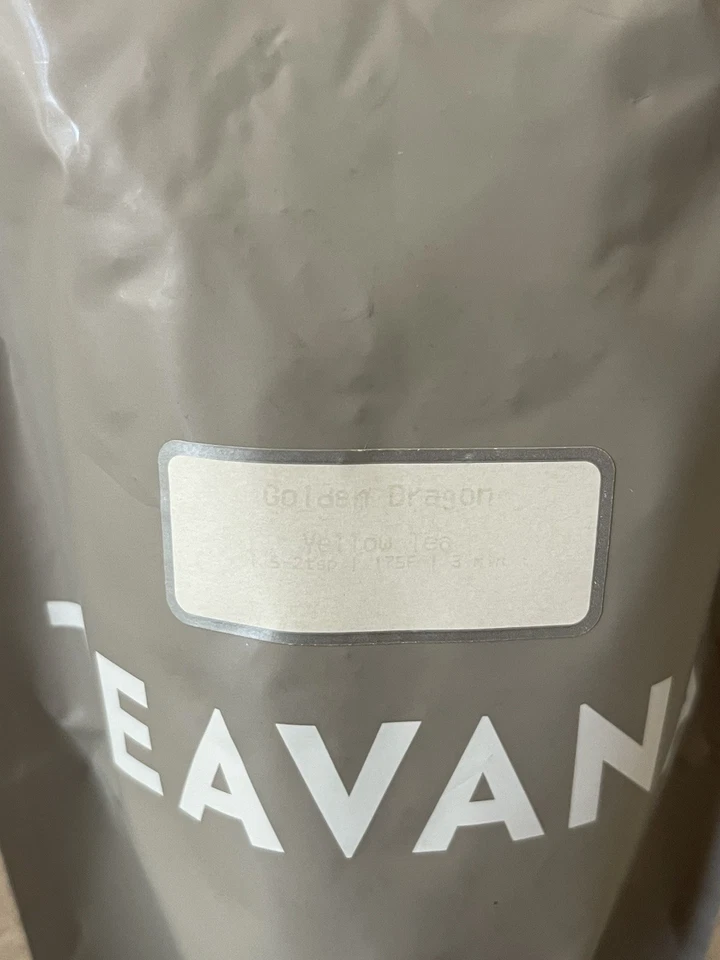 Golden Dragon
Yellow Tea
1.5-2tsp | 175F | 3 min
TEAVAN